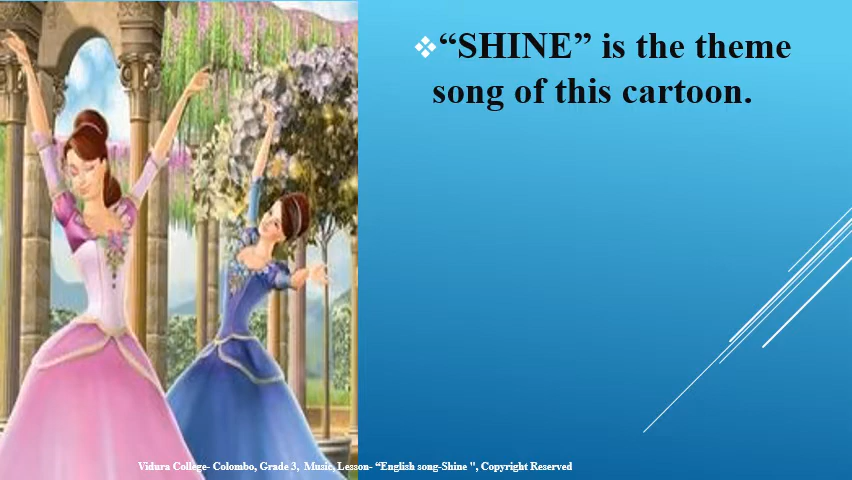 ❖“SHINE” is the theme
song of this cartoon.
Vidura College- Colombo, Grade 3, Music, Lesson- “English song-Shine ", Copyright Reserved